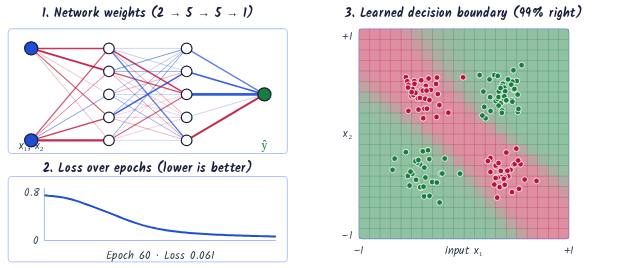 1. Network weights (2 → 5 → 5 → 1)
x₁, x₂
ŷ
2. Loss over epochs (lower is better)
0.8
0
Epoch 60 · Loss 0.061
3. Learned decision boundary (99% right)
+1
x₂
−1
−1
input x₁
+1